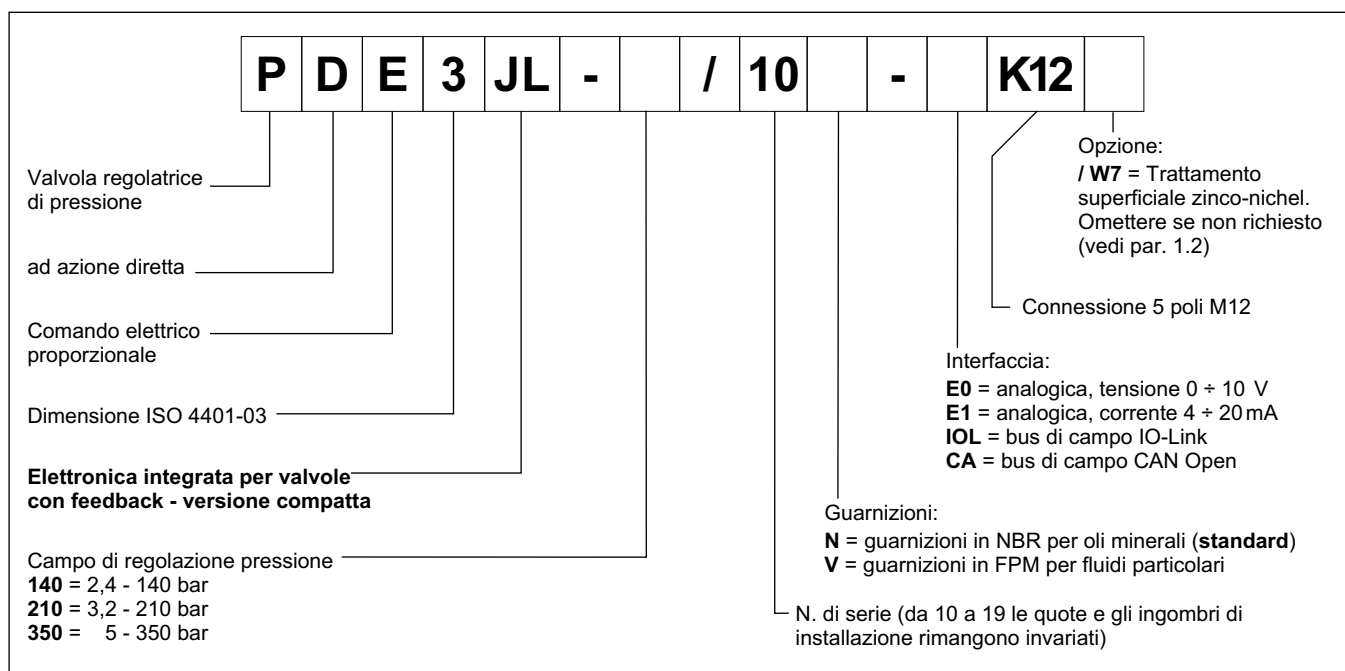 P D E 3 JL - / 10 - K12
Valvola regolatrice
di pressione
ad azione diretta
Comando elettrico
proporzionale
Dimensione ISO 4401-03
Elettronica integrata per valvole
con feedback - versione compatta
Campo di regolazione pressione
140 = 2,4 - 140 bar
210 = 3,2 - 210 bar
350 = 5 - 350 bar
Opzione:
/ W7 = Trattamento
superficiale zinco-nichel.
Omettere se non richiesto
(vedi par. 1.2)
Connessione 5 poli M12
Interfaccia:
E0 = analogica, tensione 0 ÷ 10 V
E1 = analogica, corrente 4 ÷ 20 mA
IOL = bus di campo IO-Link
CA = bus di campo CAN Open
Guarnizioni:
N = guarnizioni in NBR per oli minerali (standard)
V = guarnizioni in FPM per fluidi particolari
N. di serie (da 10 a 19 le quote e gli ingombri di
installazione rimangono invariati)